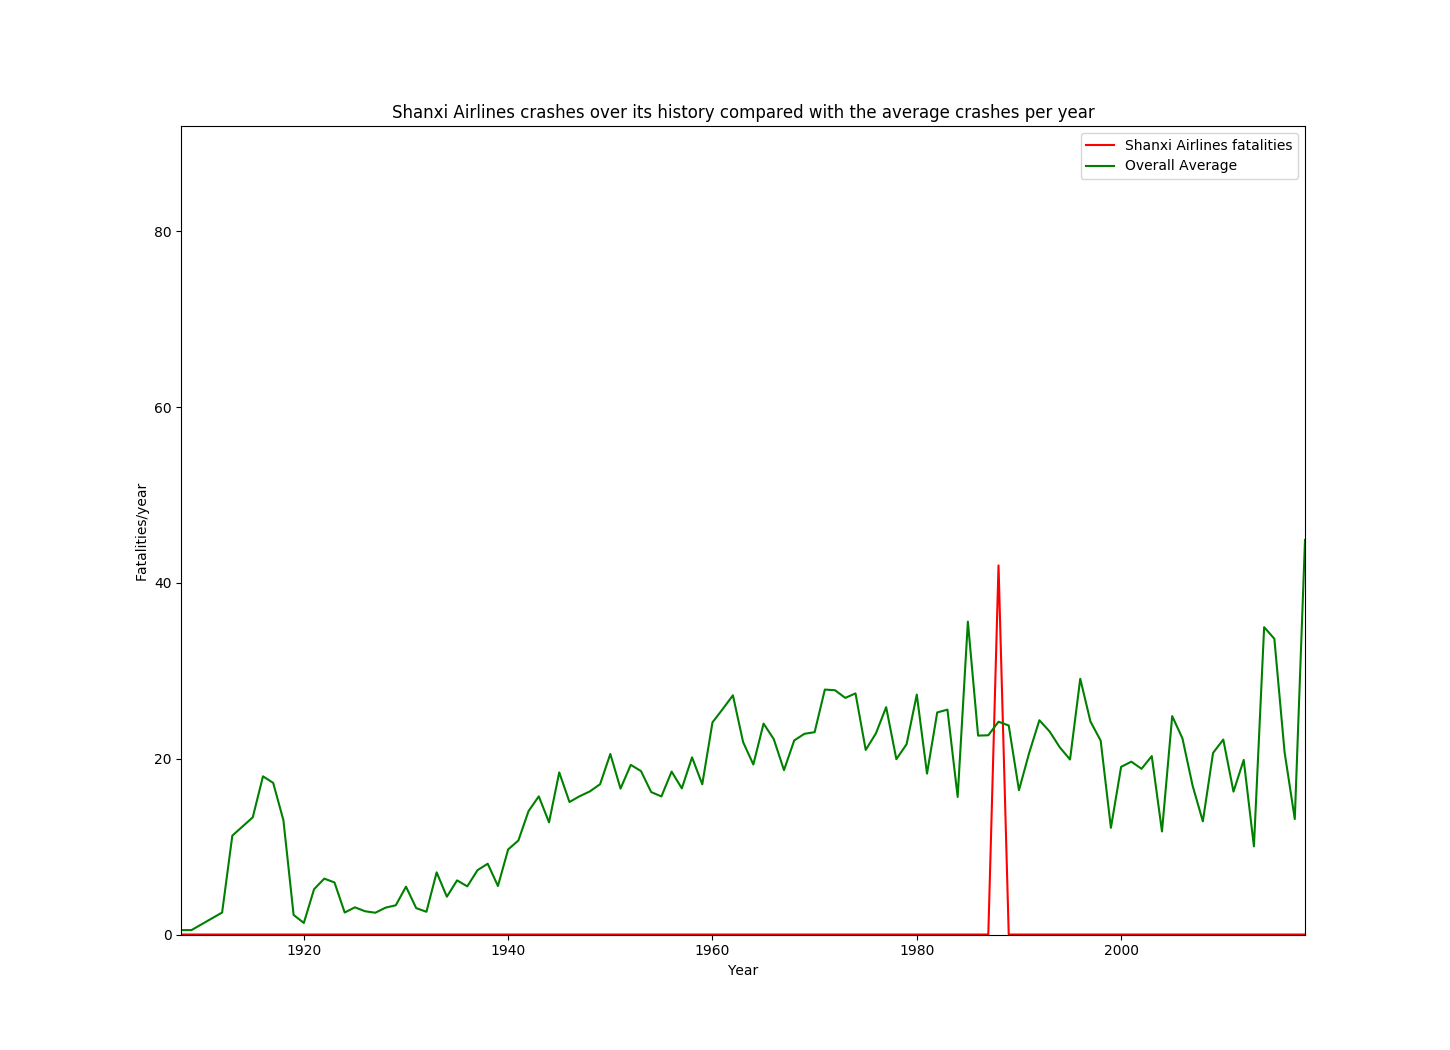 Shanxi Airlines crashes over its history compared with the average crashes per year
Shanxi Airlines fatalities
Overall Average
80
60
40
20
0
Fatalities/year
1920 1940 1960 1980 2000
Year